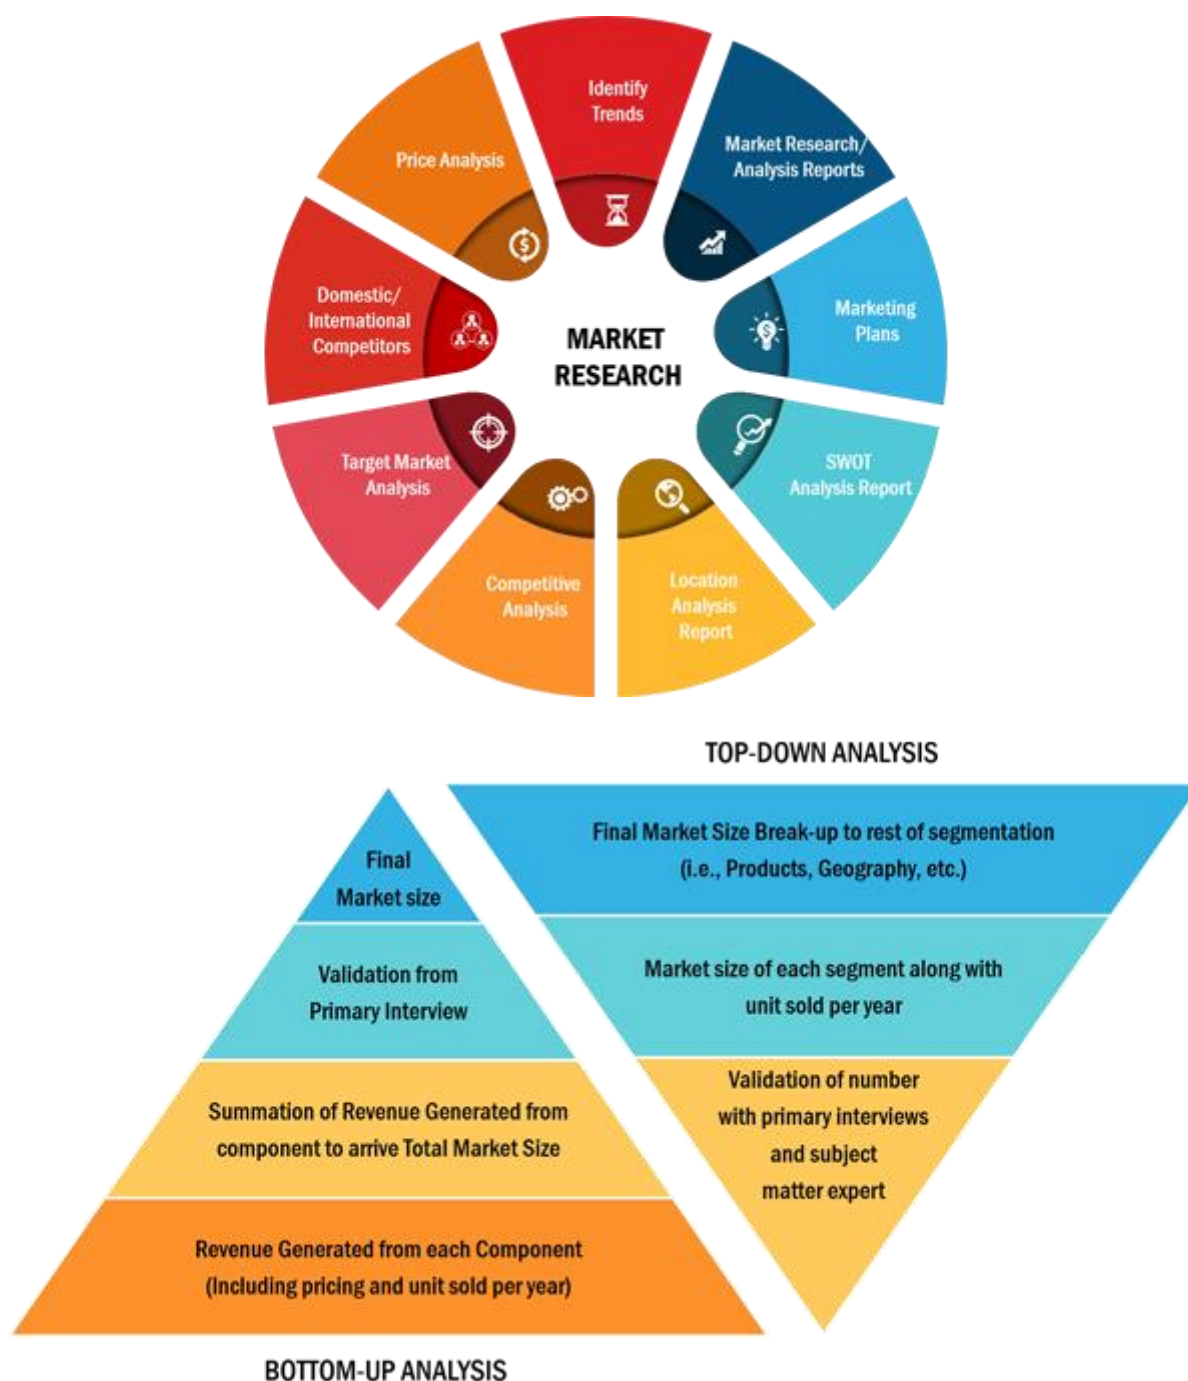 Identify
Trends
Market Research/
Analysis Reports
Marketing
Plans
SWOT
Analysis Report
Location
Analysis
Report
Competitive
Analysis
Target Market
Analysis
Domestic/
International
Competitors
Price Analysis
MARKET
RESEARCH
TOP-DOWN ANALYSIS
Final Market Size Break-up to rest of segmentation
(i.e., Products, Geography, etc.)
Market size of each segment along with
unit sold per year
Validation of number
with primary interviews
and subject
matter expert
Final
Market size
Validation from
Primary Interview
Summation of Revenue Generated from
component to arrive Total Market Size
Revenue Generated from each Component
(Including pricing and unit sold per year)
BOTTOM-UP ANALYSIS